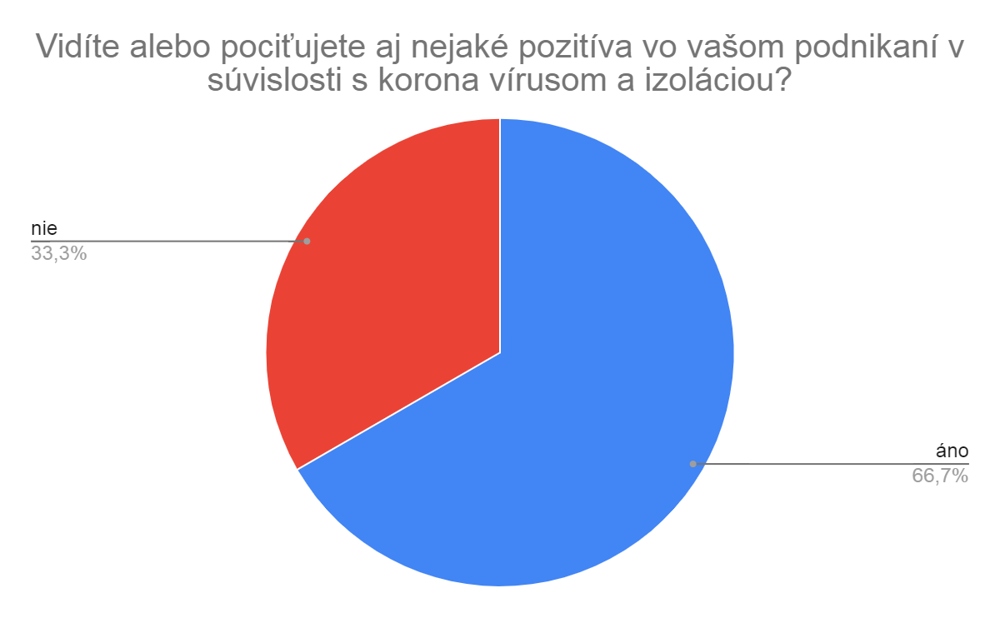 Vidíte alebo pociťujete aj nejaké pozitíva vo vašom podnikaní v
súvislosti s korona vírusom a izoláciou?
nie
33,3%
áno
66,7%